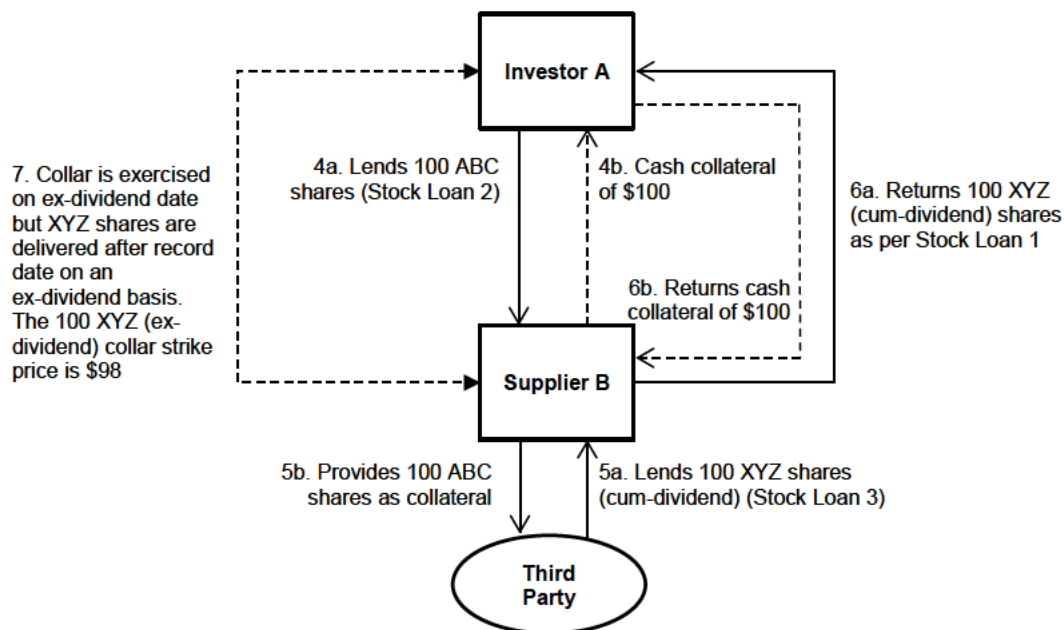 Investor A
7. Collar is exercised
on ex-dividend date
but XYZ shares are
delivered after record
date on an
ex-dividend basis.
The 100 XYZ (ex-
dividend) collar strike
price is $98
4a. Lends 100 ABC
shares (Stock Loan 2)
4b. Cash collateral
of $100
6a. Returns 100 XYZ
(cum-dividend) shares
as per Stock Loan 1
6b. Returns cash
collateral of $100
Supplier B
5b. Provides 100 ABC
shares as collateral
5a. Lends 100 XYZ shares
(cum-dividend) (Stock Loan 3)
Third
Party